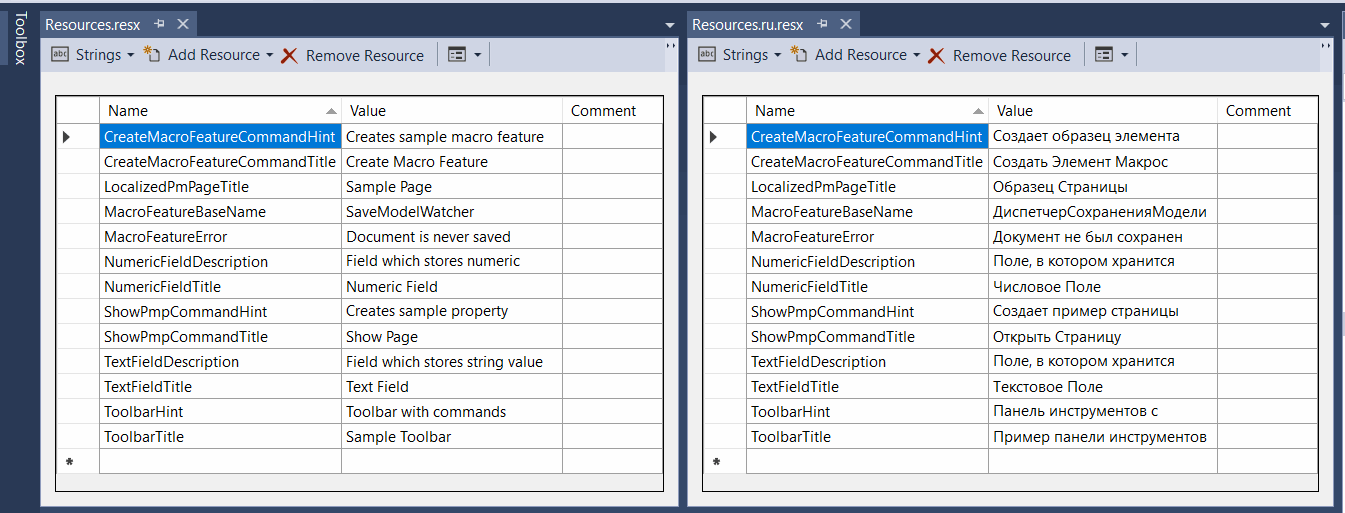 Toolbox
Resources.resx
Strings Add Resource Remove Resource
Name Value Comment
CreateMacroFeatureCommandHint Creates sample macro feature
CreateMacroFeatureCommandTitle Create Macro Feature
LocalizedPmPageTitle Sample Page
MacroFeatureBaseName SaveModelWatcher
MacroFeatureError Document is never saved
NumericFieldDescription Field which stores numeric
NumericFieldTitle Numeric Field
ShowPmpCommandHint Creates sample property
ShowPmpCommandTitle Show Page
TextFieldDescription Field which stores string value
TextFieldTitle Text Field
ToolbarHint Toolbar with commands
ToolbarTitle Sample Toolbar
*
Resources.ru.resx
Strings Add Resource Remove Resource
Name Value Comment
CreateMacroFeatureCommandHint Создает образец элемента
CreateMacroFeatureCommandTitle Создать Элемент Макрос
LocalizedPmPageTitle Образец Страницы
MacroFeatureBaseName ДиспетчерСохраненияМодели
MacroFeatureError Документ не был сохранен
NumericFieldDescription Поле, в котором хранится
NumericFieldTitle Числовое Поле
ShowPmpCommandHint Создает пример страницы
ShowPmpCommandTitle Открыть Страницу
TextFieldDescription Поле, в котором хранится
TextFieldTitle Текстовое Поле
ToolbarHint Панель инструментов с
ToolbarTitle Пример панели инструментов
*